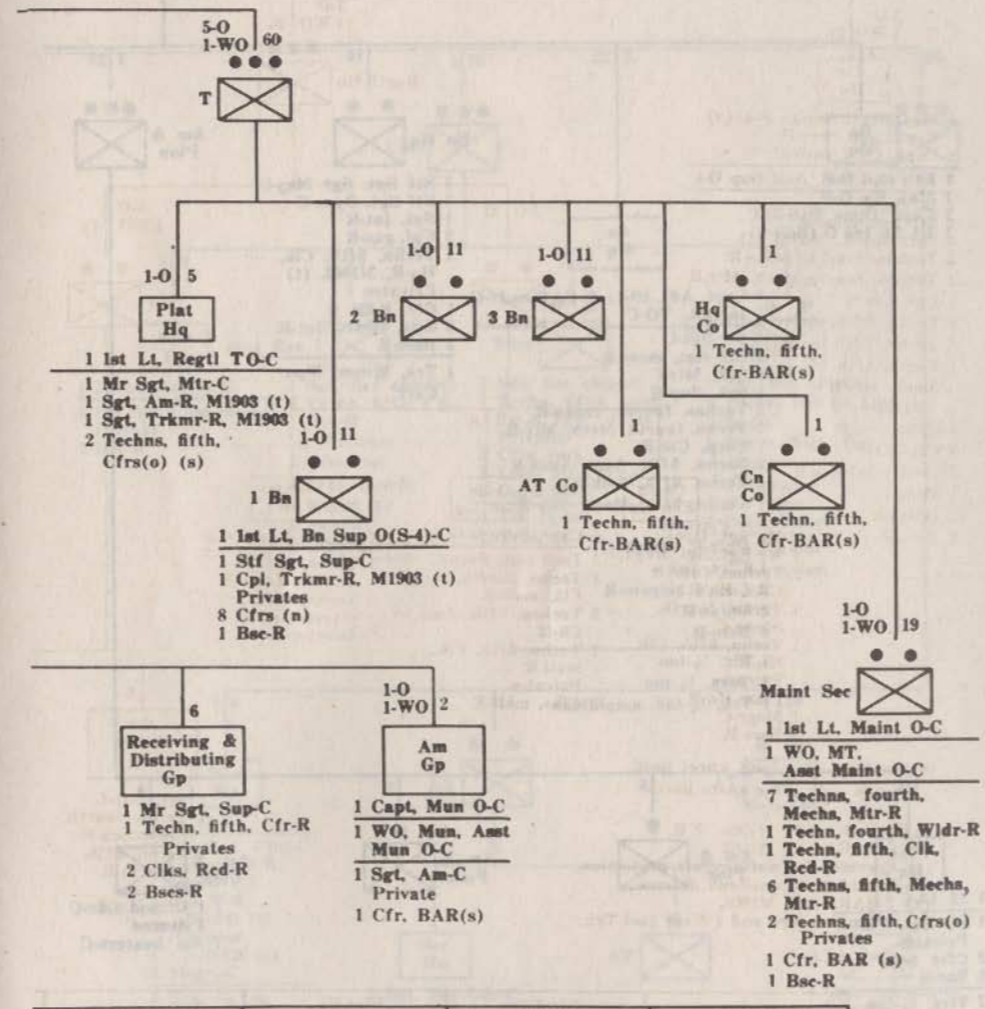 5-O
1-WO 60
T
1-O 5
Plat
Hq
1 1st Lt, Regtl TO-C
1 Mr Sgt, Mtr-C
1 Sgt, Am-R, M1903 (t)
1 Sgt, Trkmr-R, M1903 (t)
2 Techns, fifth,
Cfrs(o) (s)
1-O 11
1 Bn
1 1st Lt, Bn Sup O(S-4)-C
1 Stf Sgt, Sup-C
1 Cpl, Trkmr-R, M1903 (t)
Privates
8 Cfrs (n)
1 Bsc-R
1-O 11
2 Bn
1-O 11
3 Bn
1
AT Co
1 Techn, fifth,
Cfr-BAR(s)
1
Hq
Co
1 Techn, fifth,
Cfr-BAR(s)
1
Cn
Co
1 Techn, fifth,
Cfr-BAR(s)
1-O
1-WO 19
Maint Sec
1 1st Lt, Maint O-C
1 WO, MT,
Asst Maint O-C
7 Techns, fourth,
Mechs, Mtr-R
1 Techn, fourth, Wldr-R
1 Techn, fifth, Clk,
Rcd-R
6 Techns, fifth, Mechs,
Mtr-R
2 Techns, fifth, Cfrs(o)
Privates
1 Cfr, BAR (s)
1 Bsc-R
6
Receiving &
Distributing
Gp
1 Mr Sgt, Sup-C
1 Techn, fifth, Cfr-R
Privates
2 Clks, Rcd-R
2 Bscs-R
1-O
1-WO 2
Am
Gp
1 Capt, Mun O-C
1 WO, Mun, Asst
Mun O-C
1 Sgt, Am-C
Private
1 Cfr, BAR(s)